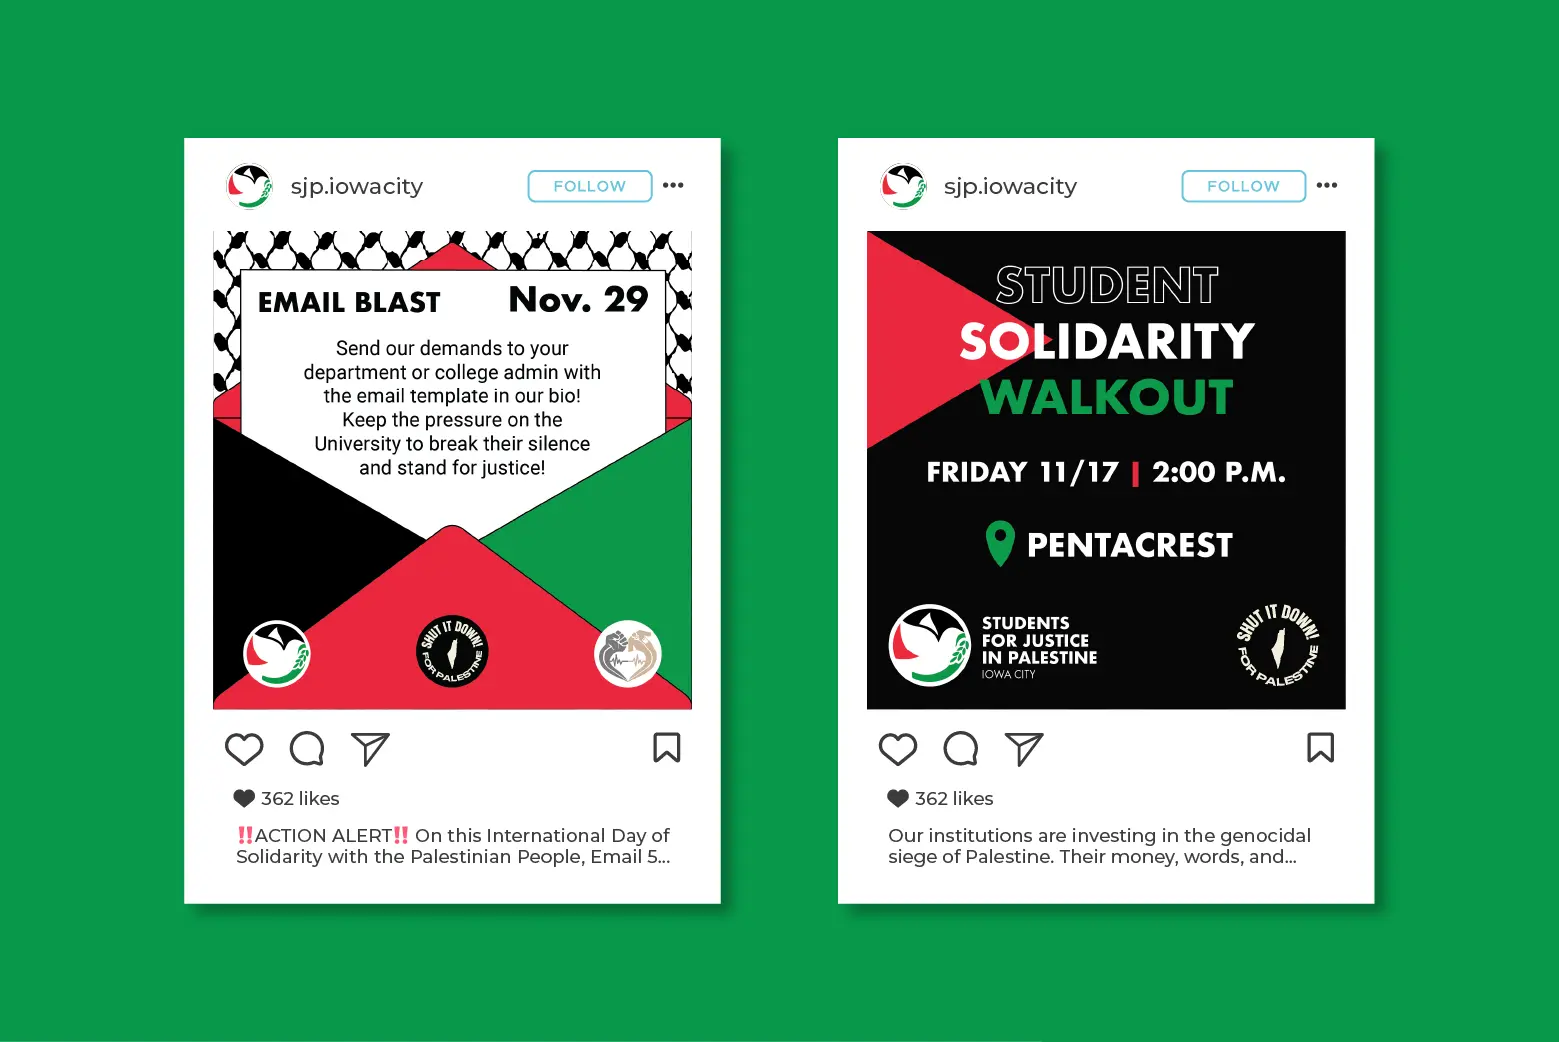 sjp.iowacity
FOLLOW
EMAIL BLAST
Nov. 29
Send our demands to your
department or college admin with
the email template in our bio!
Keep the pressure on the
University to break their silence
and stand for justice!
SHUT IT DOWN!
FOR PALESTINE
362 likes
‼️ACTION ALERT‼️ On this International Day of
Solidarity with the Palestinian People, Email 5...
sjp.iowacity
FOLLOW
STUDENT
SOLIDARITY
WALKOUT
FRIDAY 11/17 | 2:00 P.M.
PENTACREST
STUDENTS
FOR JUSTICE
IN PALESTINE
IOWA CITY
SHUT IT DOWN!
FOR PALESTINE
362 likes
Our institutions are investing in the genocidal
siege of Palestine. Their money, words, and...